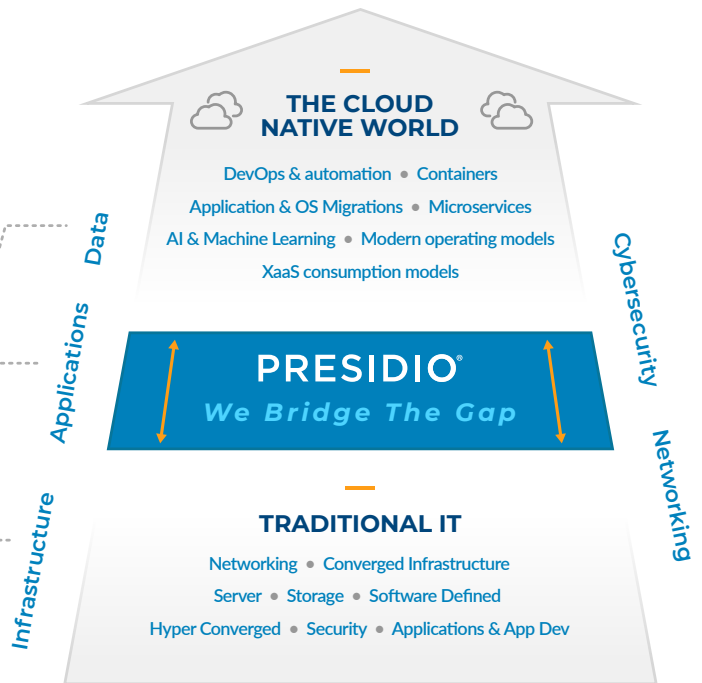 THE CLOUD
NATIVE WORLD
DevOps & automation • Containers
Application & OS Migrations • Microservices
AI & Machine Learning • Modern operating models
XaaS consumption models
Data
Applications
Infrastructure
PRESIDIO®
We Bridge The Gap
Cybersecurity
Networking
TRADITIONAL IT
Networking • Converged Infrastructure
Server • Storage • Software Defined
Hyper Converged • Security • Applications & App Dev